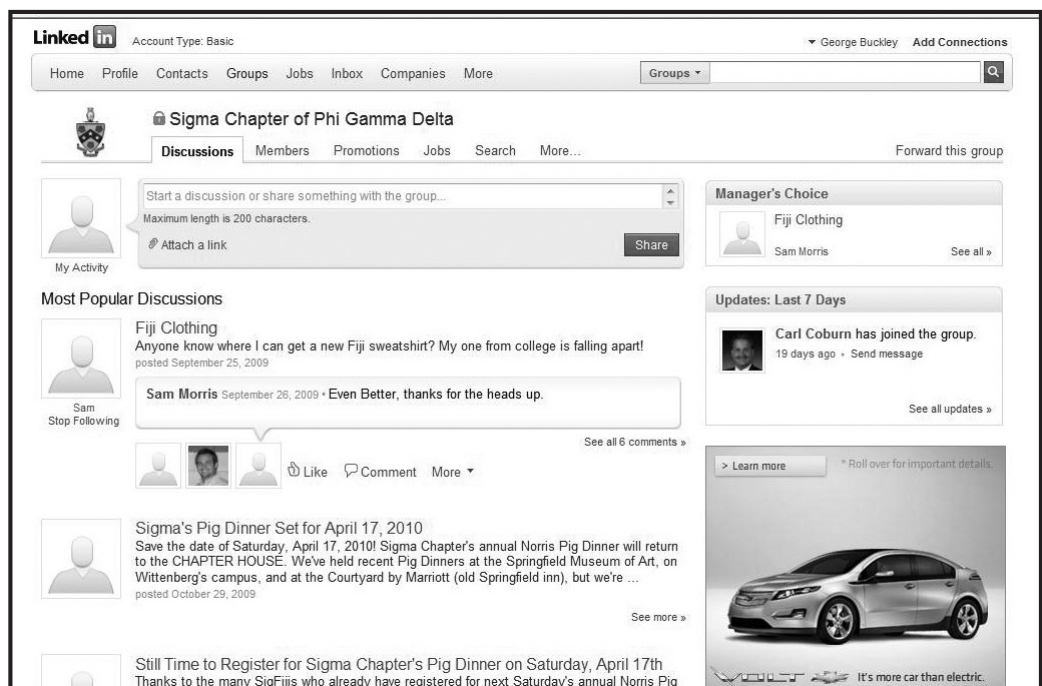 Linked in Account Type: Basic
George Buckley Add Connections
Home Profile Contacts Groups Jobs Inbox Companies More
Groups
Sigma Chapter of Phi Gamma Delta
Discussions Members Promotions Jobs Search More...
Forward this group
Start a discussion or share something with the group...
Maximum length is 200 characters.
Attach a link
Share
My Activity
Manager's Choice
Fiji Clothing
Sam Morris
See all »
Most Popular Discussions
Fiji Clothing
Anyone know where I can get a new Fiji sweatshirt? My one from college is falling apart!
posted September 25, 2009
Sam
Stop Following
Sam Morris September 26, 2009 • Even Better, thanks for the heads up.
See all 6 comments »
Like Comment More
Updates: Last 7 Days
Carl Coburn has joined the group.
19 days ago • Send message
See all updates »
Sigma's Pig Dinner Set for April 17, 2010
Save the date of Saturday, April 17, 2010! Sigma Chapter's annual Norris Pig Dinner will return
to the CHAPTER HOUSE. We've held recent Pig Dinners at the Springfield Museum of Art, on
Wittenberg's campus, and at the Courtyard by Marriott (old Springfield inn), but we're ...
posted October 29, 2009
See more »
Still Time to Register for Sigma Chapter's Pig Dinner on Saturday, April 17th
Thanks to the many SigFijis who already have registered for next Saturday's annual Norris Pig
> Learn more
* Roll over for important details.
VOLT
It's more car than electric.